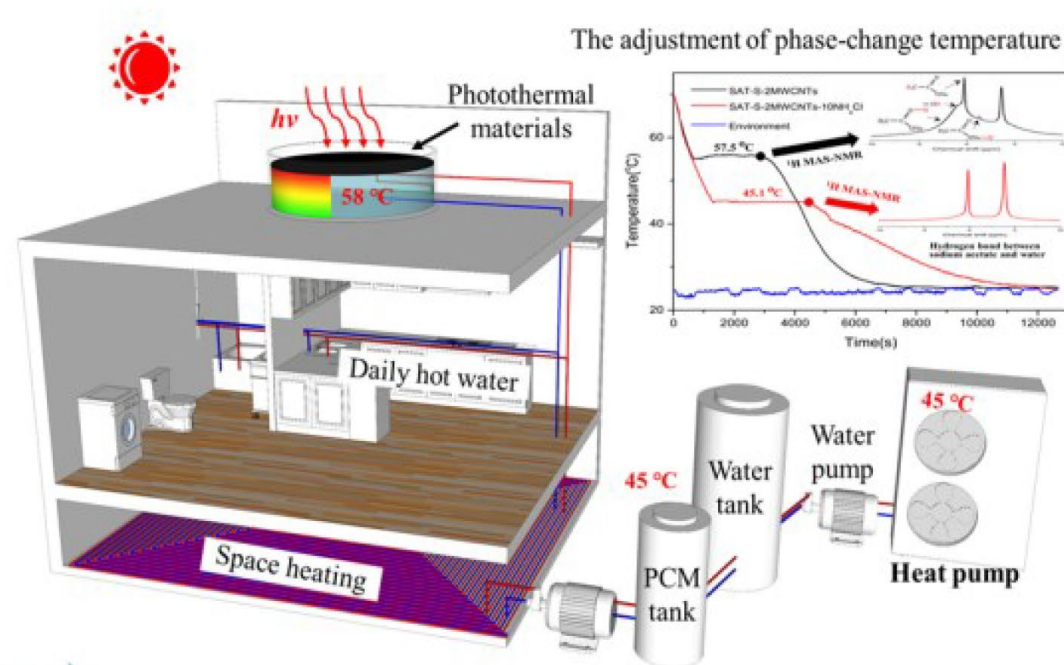 The adjustment of phase-change temperature
hν
Photothermal
materials
58 °C
SAT-S-2MWCNTs
SAT-S-2MWCNTs-10NH4Cl
Environment
57.5 °C
¹H MAS-NMR
45.1 °C
¹H MAS-NMR
Hydrogen bond between
sodium acetate and water
Temperature(°C)
60
40
20
0
2000
4000
6000
8000
10000
12000
Time(s)
Daily hot water
Space heating
45 °C
PCM
tank
Water
tank
Water
pump
45 °C
Heat pump